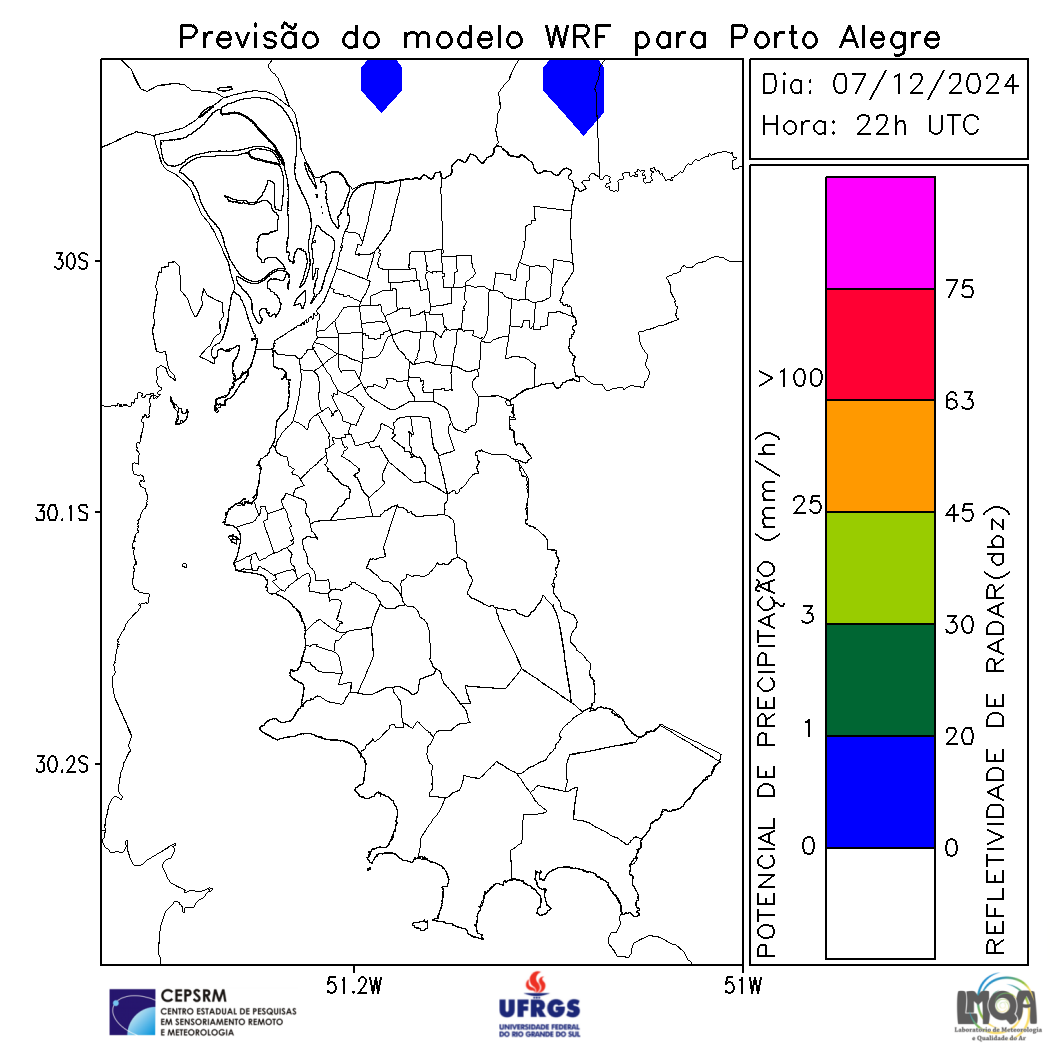 Previsão do modelo WRF para Porto Alegre
Dia: 07/12/2024
Hora: 22h UTC
30S
30.1S
30.2S
51.2W
51W
POTENCIAL DE PRECIPITAÇÃO (mm/h)
>100
25
3
1
0
75
63
45
30
20
0
REFLETIVIDADE DE RADAR(dbz)
CEPSRM
CENTRO ESTADUAL DE PESQUISAS
EM SENSORIAMENTO REMOTO
E METEOROLOGIA
UFRGS
UNIVERSIDADE FEDERAL
DO RIO GRANDE DO SUL
LMQA
Laboratório de Meteorologia
e Qualidade do Ar